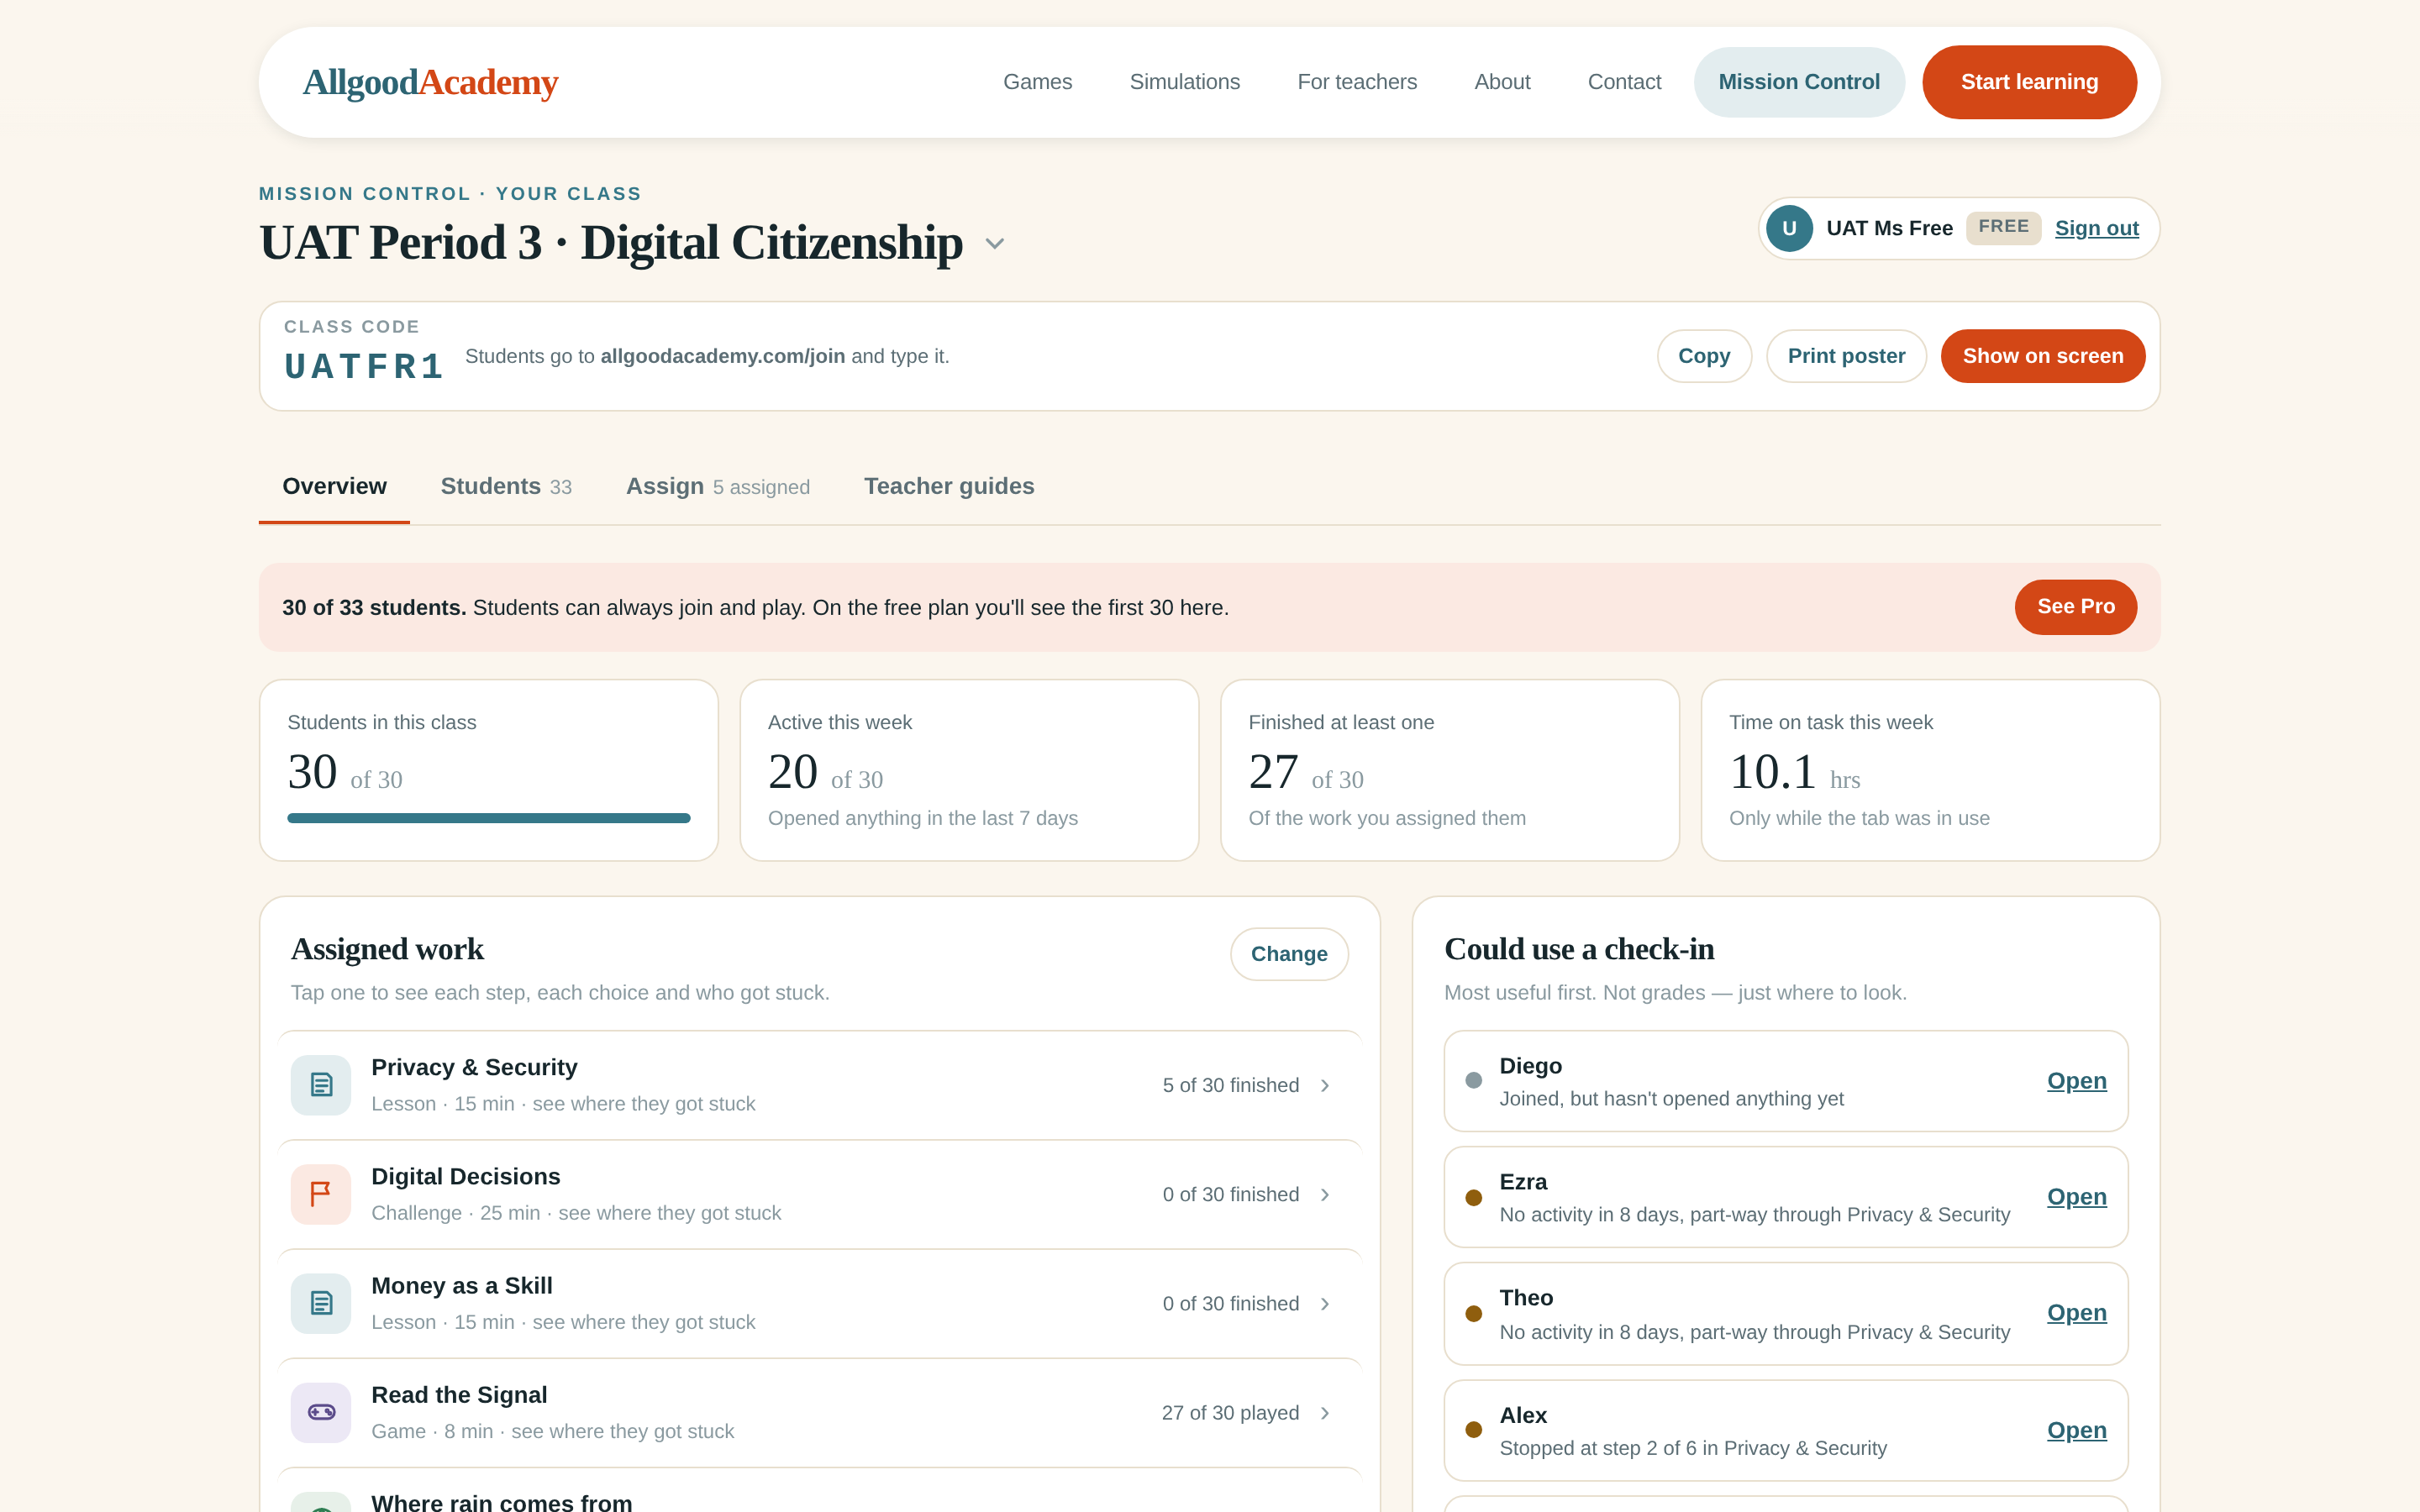 AllgoodAcademy
Games Simulations For teachers About Contact Mission Control Start learning
MISSION CONTROL · YOUR CLASS
UAT Period 3 · Digital Citizenship
U UAT Ms Free FREE Sign out
CLASS CODE
UATFR1
Students go to allgoodacademy.com/join and type it.
Copy Print poster Show on screen
Overview Students 33 Assign 5 assigned Teacher guides
30 of 33 students. Students can always join and play. On the free plan you'll see the first 30 here.
See Pro
Students in this class
30 of 30
Active this week
20 of 30
Opened anything in the last 7 days
Finished at least one
27 of 30
Of the work you assigned them
Time on task this week
10.1 hrs
Only while the tab was in use
Assigned work
Change
Tap one to see each step, each choice and who got stuck.
Privacy & Security
Lesson · 15 min · see where they got stuck
5 of 30 finished
Digital Decisions
Challenge · 25 min · see where they got stuck
0 of 30 finished
Money as a Skill
Lesson · 15 min · see where they got stuck
0 of 30 finished
Read the Signal
Game · 8 min · see where they got stuck
27 of 30 played
Where rain comes from
Could use a check-in
Most useful first. Not grades — just where to look.
Diego
Joined, but hasn't opened anything yet
Open
Ezra
No activity in 8 days, part-way through Privacy & Security
Open
Theo
No activity in 8 days, part-way through Privacy & Security
Open
Alex
Stopped at step 2 of 6 in Privacy & Security
Open